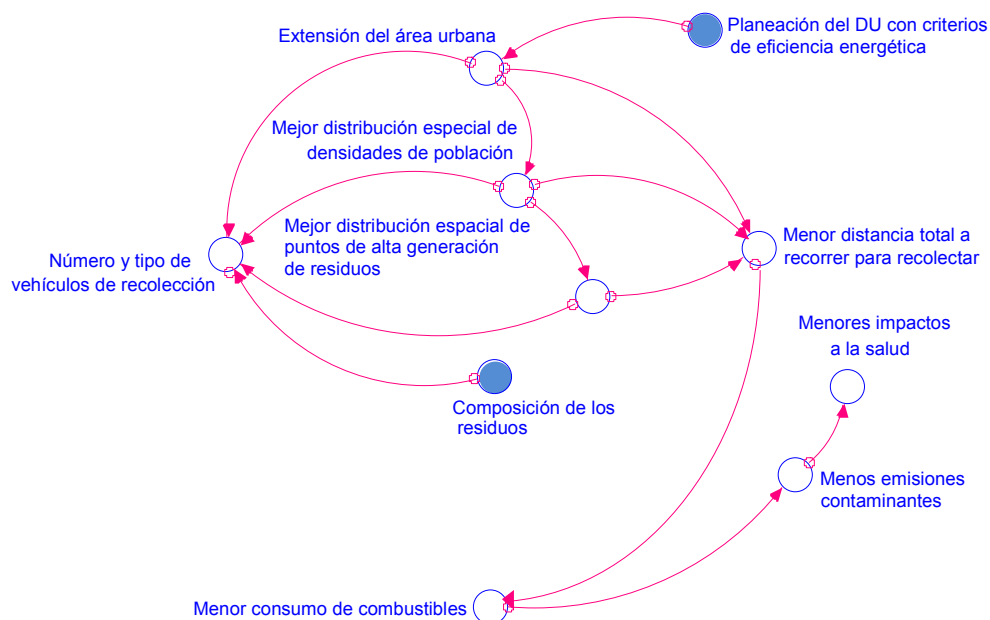 Planeación del DU con criterios
de eficiencia energética
Extensión del área urbana
Mejor distribución especial de
densidades de población
Mejor distribución espacial de
puntos de alta generación
de residuos
Menor distancia total a
recorrer para recolectar
Número y tipo de
vehículos de recolección
Menores impactos
a la salud
Composición de los
residuos
Menos emisiones
contaminantes
Menor consumo de combustibles